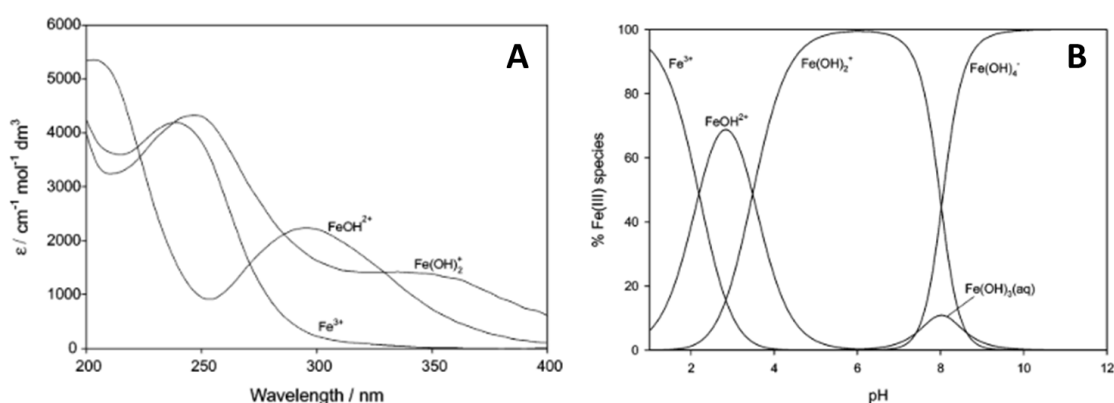 A
6000
5000
4000
3000
2000
1000
0
ε / cm⁻¹ mol⁻¹ dm³
FeOH²⁺
Fe(OH)₂⁺
Fe³⁺
200 250 300 350 400
Wavelength / nm
B
100
80
60
40
20
0
% Fe(III) species
Fe³⁺
Fe(OH)₂⁺
Fe(OH)₄⁻
FeOH²⁺
Fe(OH)₃(aq)
2 4 6 8 10 12
pH